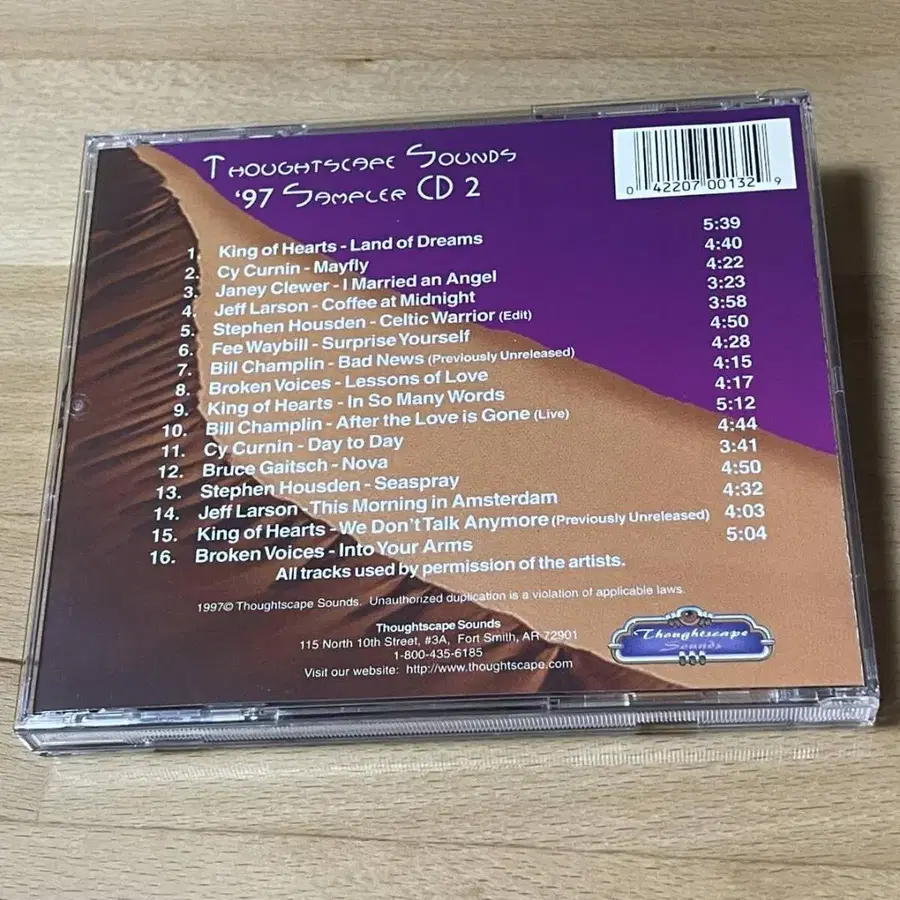 THOUGHTSCAPE SOUNDS
'97 SAMPLER CD 2
0 42207 00132 9
1. King of Hearts - Land of Dreams 5:39
2. Cy Curnin - Mayfly 4:40
3. Janey Clewer - I Married an Angel 4:22
4. Jeff Larson - Coffee at Midnight 3:23
5. Stephen Housden - Celtic Warrior (Edit) 3:58
6. Fee Waybill - Surprise Yourself 4:50
7. Bill Champlin - Bad News (Previously Unreleased) 4:28
8. Broken Voices - Lessons of Love 4:15
9. King of Hearts - In So Many Words 4:17
10. Bill Champlin - After the Love is Gone (Live) 5:12
11. Cy Curnin - Day to Day 4:44
12. Bruce Gaitsch - Nova 3:41
13. Stephen Housden - Seaspray 4:50
14. Jeff Larson - This Morning in Amsterdam 4:32
15. King of Hearts - We Don't Talk Anymore (Previously Unreleased) 4:03
16. Broken Voices - Into Your Arms 5:04
All tracks used by permission of the artists.
1997© Thoughtscape Sounds. Unauthorized duplication is a violation of applicable laws.
Thoughtscape Sounds
115 North 10th Street, #3A, Fort Smith, AR 72901
1-800-435-6185
Visit our website: http://www.thoughtscape.com
Thoughtscape
Sounds